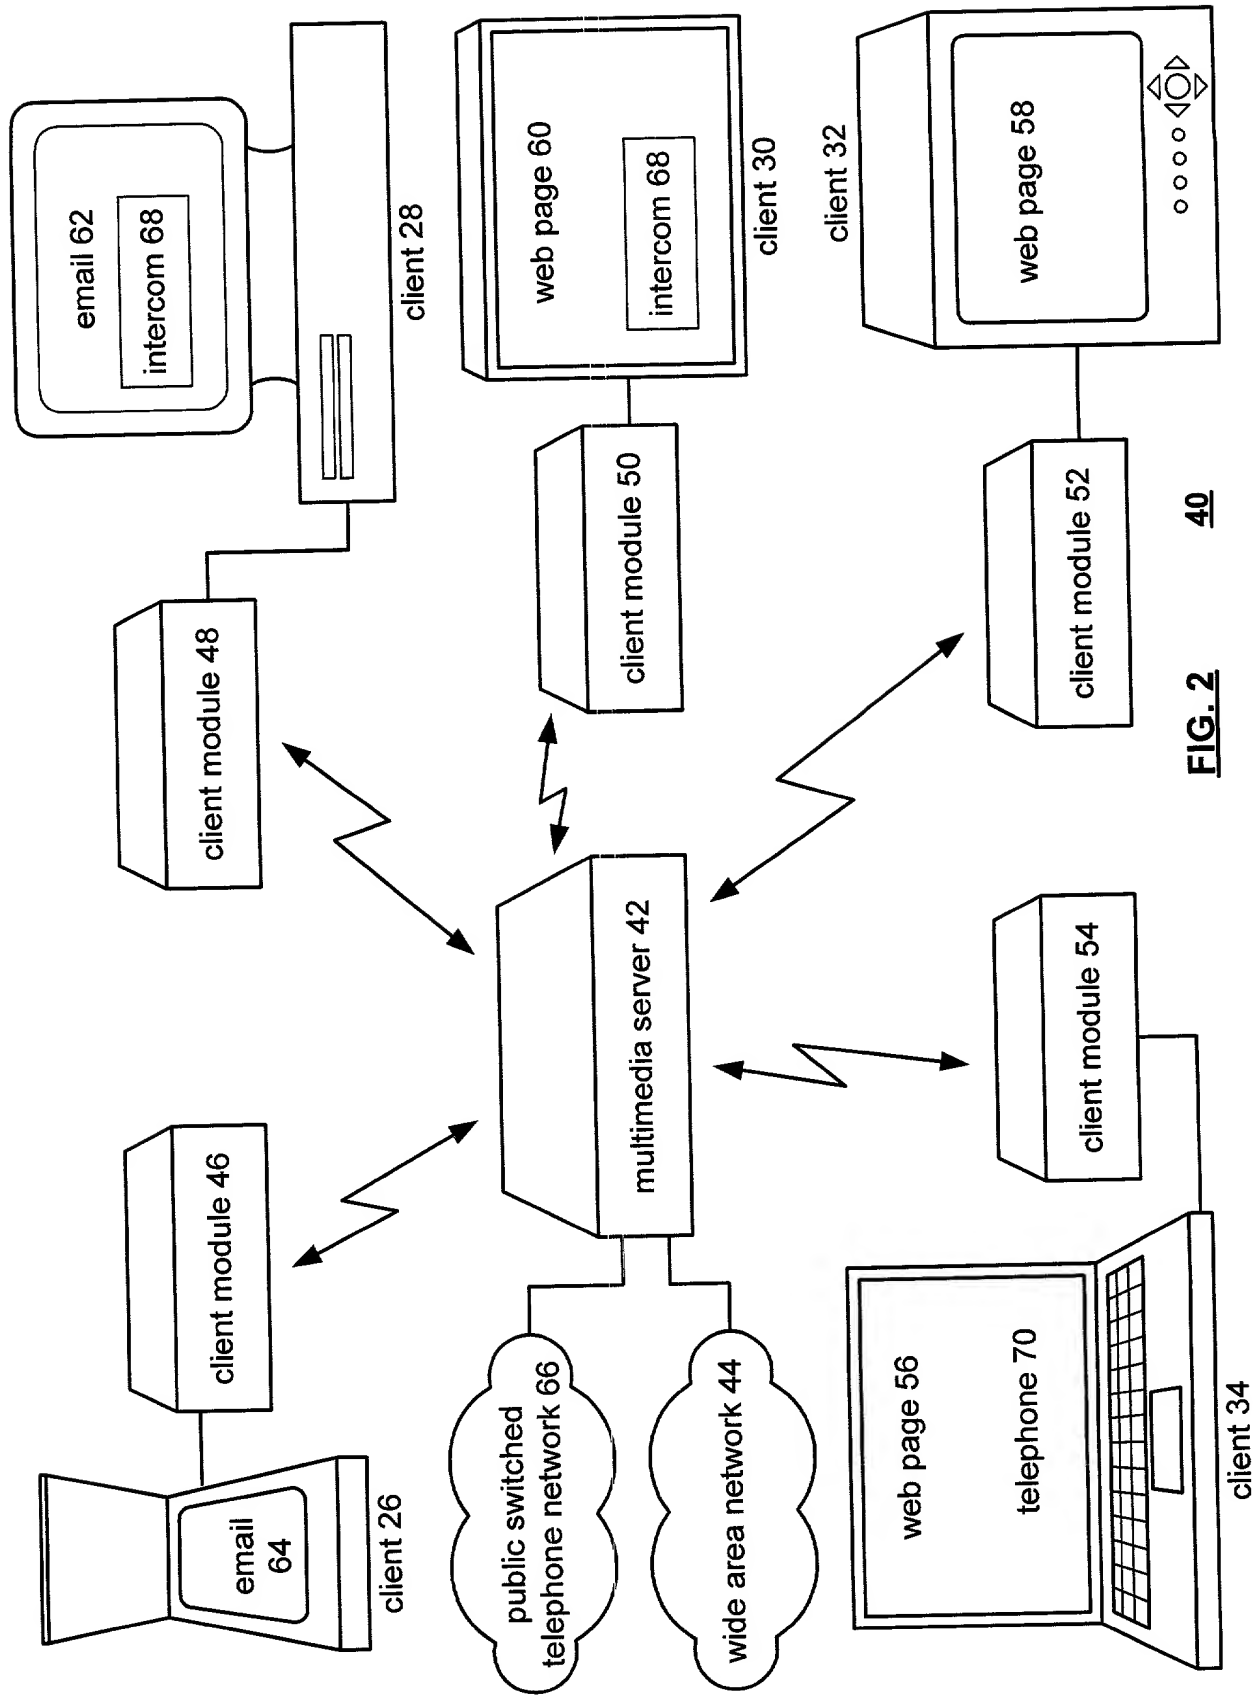 email 62
intercom 68
client 28
client module 48
web page 60
intercom 68
client 30
client module 50
client 32
web page 58
client module 52
client module 46
email
64
client 26
multimedia server 42
public switched
telephone network 66
wide area network 44
client module 54
web page 56
telephone 70
client 34
FIG. 2
40